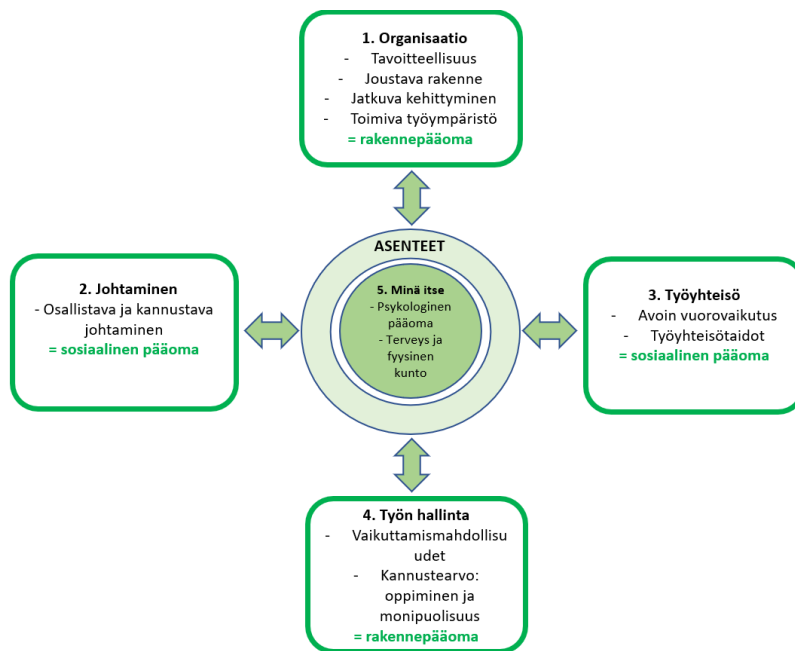 1. Organisaatio
- Tavoitteellisuus
- Joustava rakenne
- Jatkuva kehittyminen
- Toimiva työympäristö
= rakennepääoma
ASENTEET
2. Johtaminen
- Osallistava ja kannustava
johtaminen
= sosiaalinen pääoma
5. Minä itse
- Psykologinen
pääoma
- Terveys ja
fyysinen
kunto
3. Työyhteisö
- Avoin vuorovaikutus
- Työyhteisötaidot
= sosiaalinen pääoma
4. Työn hallinta
- Vaikuttamismahdollisu
udet
- Kannustearvo:
oppiminen ja
monipuolisuus
= rakennepääoma